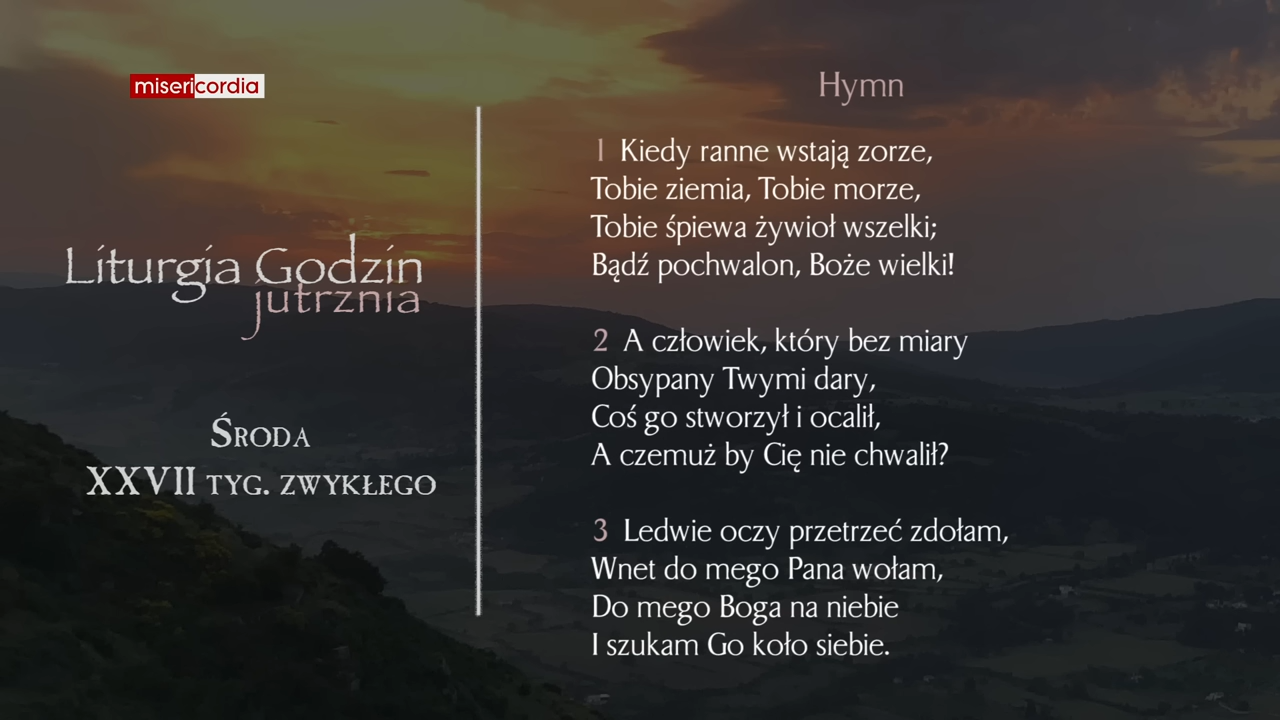 misericordia
Liturgia Godzin
jutrznia
Środa
XXVII tyg. zwykłego
Hymn
1 Kiedy ranne wstają zorze,
Tobie ziemia, Tobie morze,
Tobie śpiewa żywioł wszelki;
Bądź pochwalon, Boże wielki!
2 A człowiek, który bez miary
Obsypany Twymi dary,
Coś go stworzył i ocalił,
A czemuż by Cię nie chwalił?
3 Ledwie oczy przetrzeć zdołam,
Wnet do mego Pana wołam,
Do mego Boga na niebie
I szukam Go koło siebie.